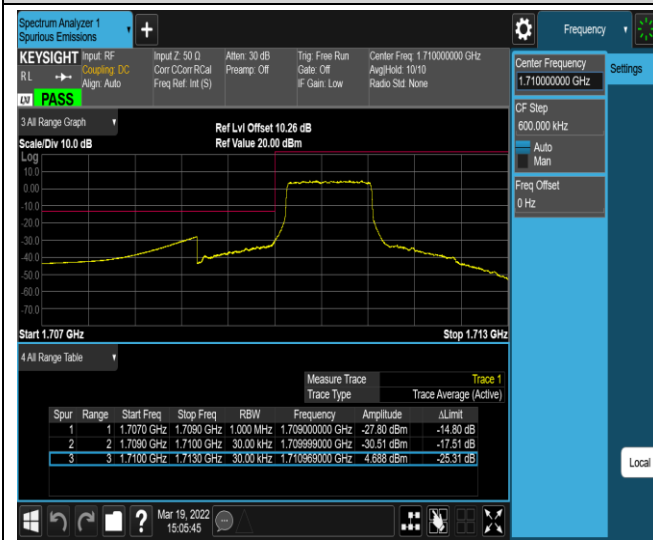 Spectrum Analyzer 1
Spurious Emissions
+
Frequency
KEYSIGHT
RL
Input: RF
Coupling: DC
Align: Auto
Input Z: 50 Ω
Corr CCorr RCal
Freq Ref: Int (S)
Atten: 30 dB
Preamp: Off
Trig: Free Run
Gate: Off
IF Gain: Low
Center Freq: 1.710000000 GHz
Avg|Hold: 10/10
Radio Std: None
LXI PASS
Center Frequency
1.710000000 GHz
Settings
CF Step
600.000 kHz
Auto
Man
Freq Offset
0 Hz
3 All Range Graph
Ref Lvl Offset 10.26 dB
Scale/Div 10.0 dB
Ref Value 20.00 dBm
Log
10.0
0.00
-10.0
-20.0
-30.0
-40.0
-50.0
-60.0
-70.0
Start 1.707 GHz
Stop 1.713 GHz
4 All Range Table
Measure Trace Trace 1
Trace Type Trace Average (Active)
Spur Range Start Freq Stop Freq RBW Frequency Amplitude ΔLimit
1 1 1.7070 GHz 1.7090 GHz 1.000 MHz 1.709000000 GHz -27.80 dBm -14.80 dB
2 2 1.7090 GHz 1.7100 GHz 30.00 kHz 1.709999000 GHz -30.51 dBm -17.51 dB
3 3 1.7100 GHz 1.7130 GHz 30.00 kHz 1.710969000 GHz 4.688 dBm -25.31 dB
Local
?
Mar 19, 2022
15:05:45